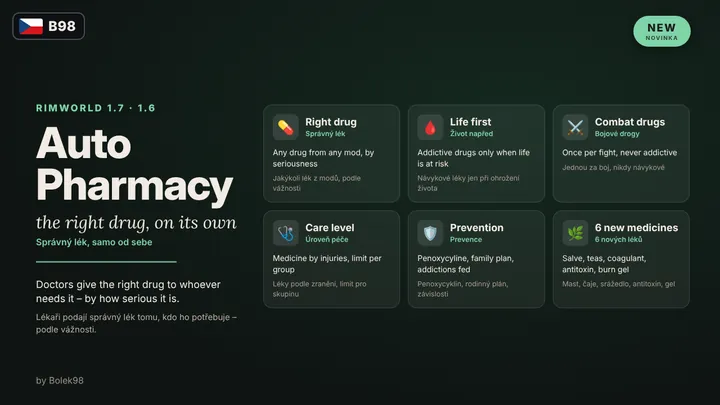 B98
NEW
NOVINKA
RIMWORLD 1.7 · 1.6
Auto
Pharmacy
the right drug, on its own
Správný lék, samo od sebe
Doctors give the right drug to whoever
needs it – by how serious it is.
Lékaři podají správný lék tomu, kdo ho potřebuje –
podle vážnosti.
by Bolek98
Right drug
Správný lék
Any drug from any mod, by
seriousness
Jakýkoli lék z modů, podle
vážnosti
Life first
Život napřed
Addictive drugs only when life
is at risk
Návykové léky jen při ohrožení
života
Combat drugs
Bojové drogy
Once per fight, never addictive
Jednou za boj, nikdy návykové
Care level
Úroveň péče
Medicine by injuries, limit per
group
Léky podle zranění, limit pro
skupinu
Prevention
Prevence
Penoxycyline, family plan,
addictions fed
Penoxycyklin, rodinný plán,
závislosti
6 new medicines
6 nových léků
Salve, teas, coagulant,
antitoxin, burn gel
Mast, čaje, srážedlo, antitoxin, gel